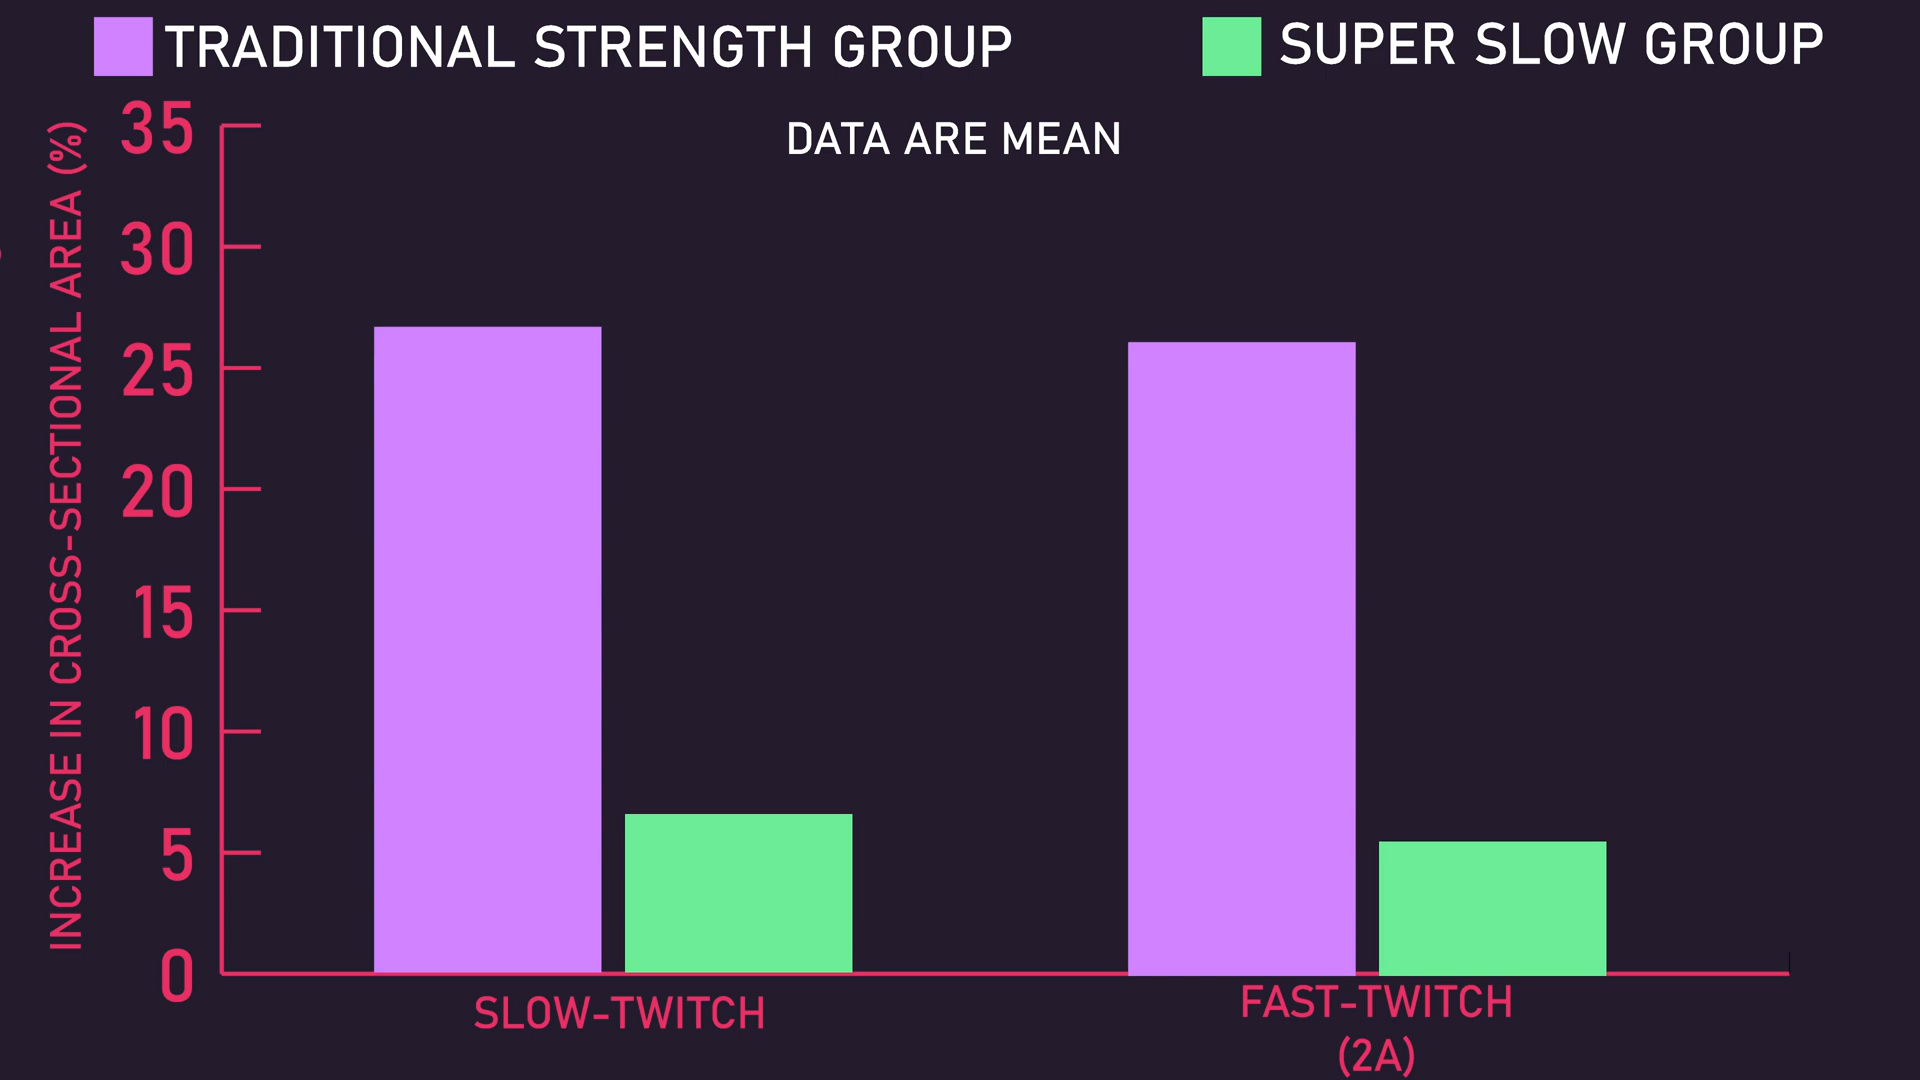 TRADITIONAL STRENGTH GROUP
SUPER SLOW GROUP
DATA ARE MEAN
INCREASE IN CROSS-SECTIONAL AREA (%)
35
30
25
20
15
10
5
0
SLOW-TWITCH
FAST-TWITCH
(2A)